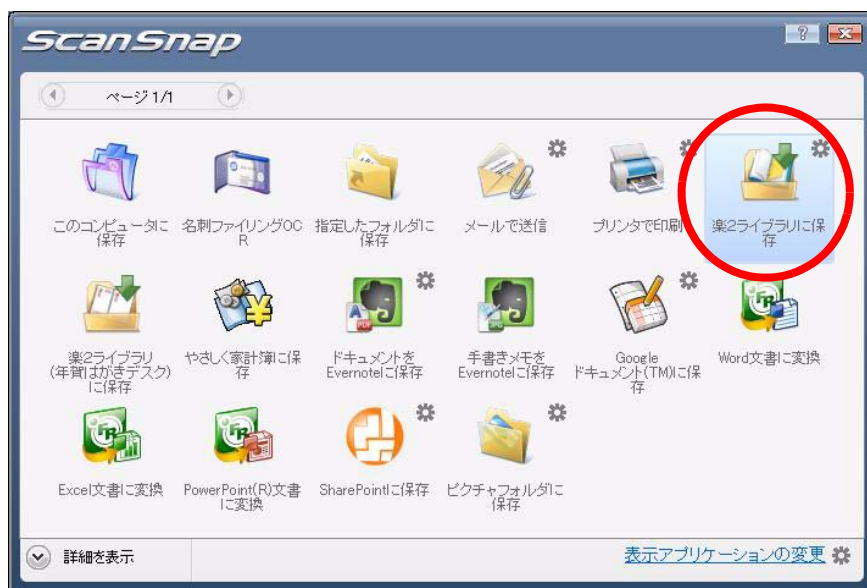 ScanSnap
?
ページ 1/1
このコンピュータに
保存
名刺ファイリングOC
R
指定したフォルダに
保存
メールで送信
プリンタで印刷
楽2ライブラリに保
存
楽2ライブラリ
(年賀はがきデスク)
に保存
やさしく家計簿に保
存
ドキュメントを
Evernoteに保存
手書きメモを
Evernoteに保存
Google
ドキュメント(TM)に保
存
Word文書に変換
Excel文書に変換
PowerPoint(R)文書
に変換
SharePointに保存
ピクチャフォルダに
保存
詳細を表示
表示アプリケーションの変更